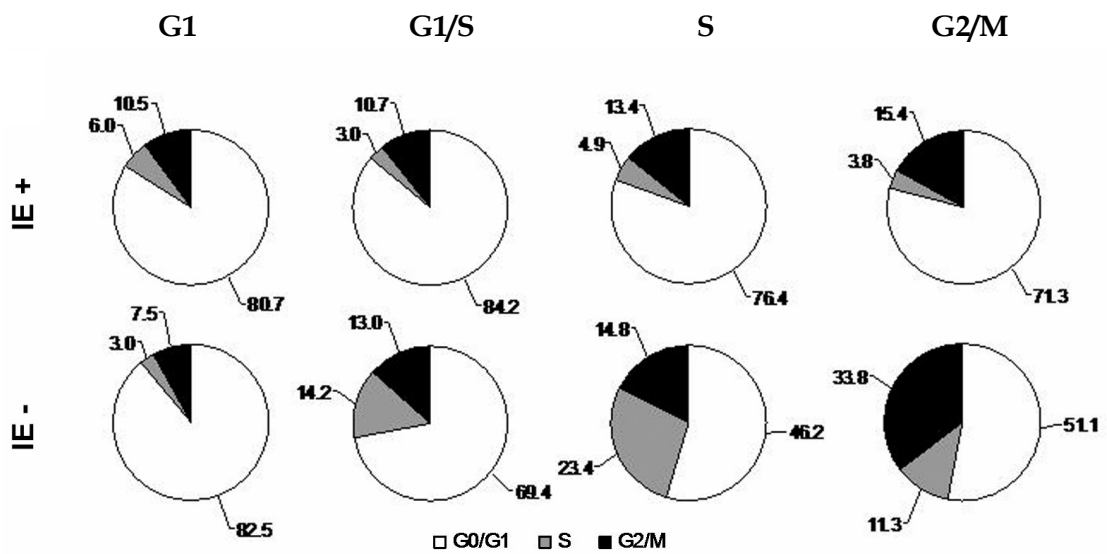 G1 G1/S S G2/M
IE +
10.5 10.7 13.4 15.4
6.0 3.0 4.9 3.8
80.7 84.2 76.4 71.3
IE -
7.5 13.0 14.8
3.0 14.2 23.4 33.8
82.5 69.4 46.2 51.1
11.3
G0/G1 S G2/M